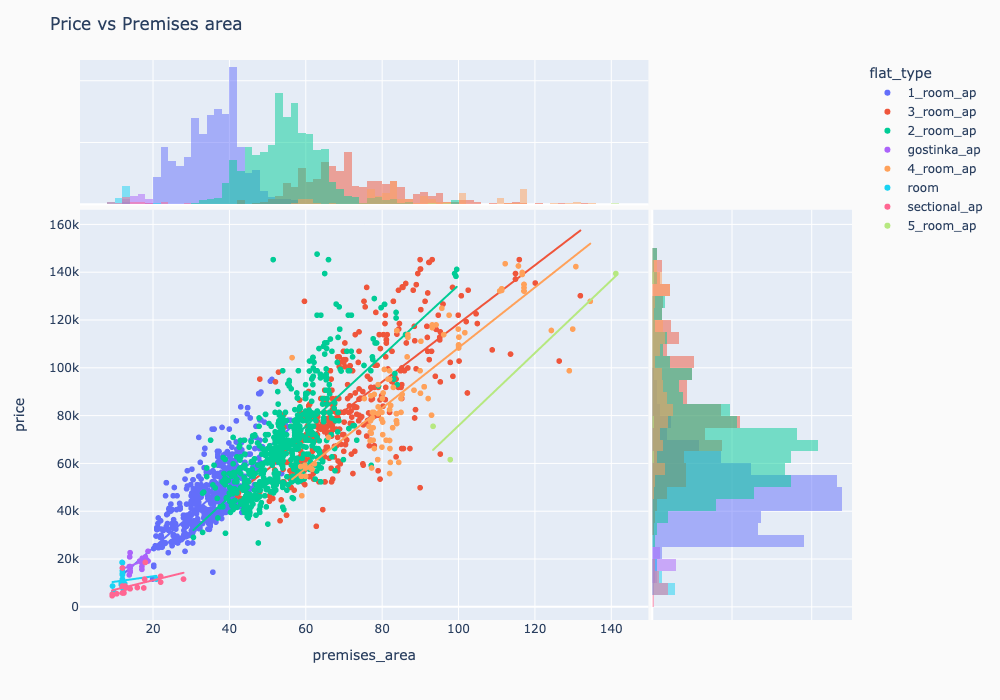 Price vs Premises area
flat_type
1_room_ap
3_room_ap
2_room_ap
gostinka_ap
4_room_ap
room
sectional_ap
5_room_ap
160k
140k
120k
100k
80k
60k
40k
20k
0
price
20 40 60 80 100 120 140
premises_area